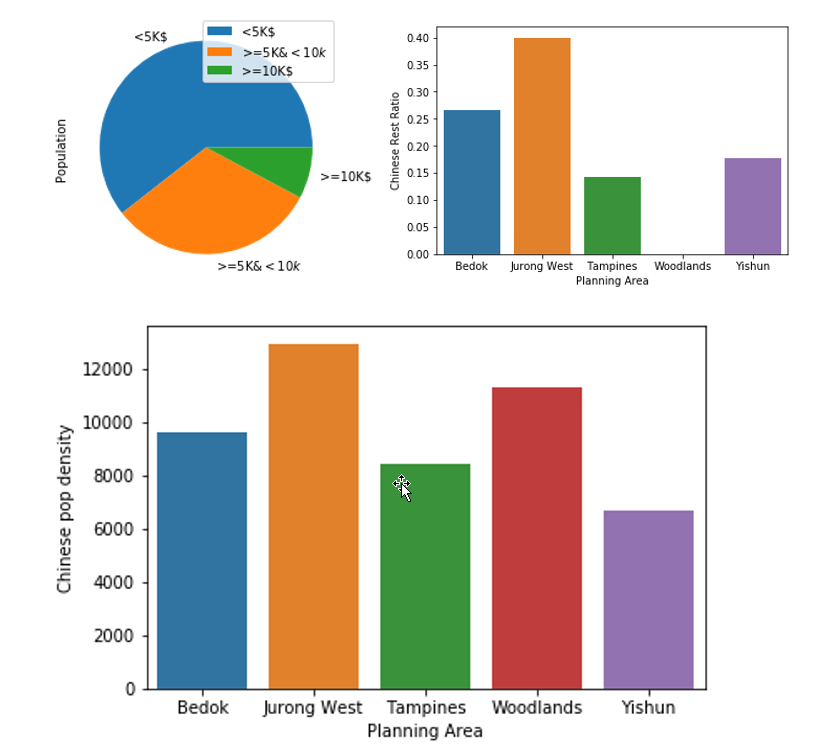 <5K$
<5K$
>=5K& < 10k
>=10K$
Population
>=10K$
>=5K& < 10k
0.40
0.35
0.30
0.25
0.20
0.15
0.10
0.05
0.00
Chinese Rest Ratio
Bedok Jurong West Tampines Woodlands Yishun
Planning Area
12000
10000
8000
6000
4000
2000
0
Chinese pop density
Bedok Jurong West Tampines Woodlands Yishun
Planning Area